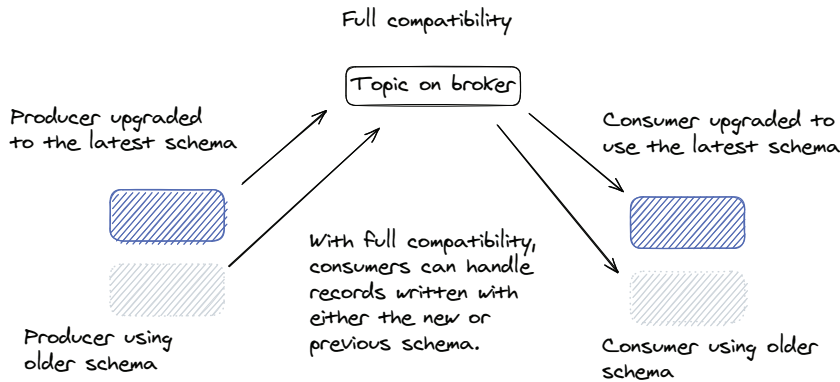 Full compatibility
Topic on broker
Producer upgraded
to the latest schema
Consumer upgraded to
use the latest schema
With full compatibility,
consumers can handle
records written with
either the new or
previous schema.
Producer using
older schema
Consumer using older
schema